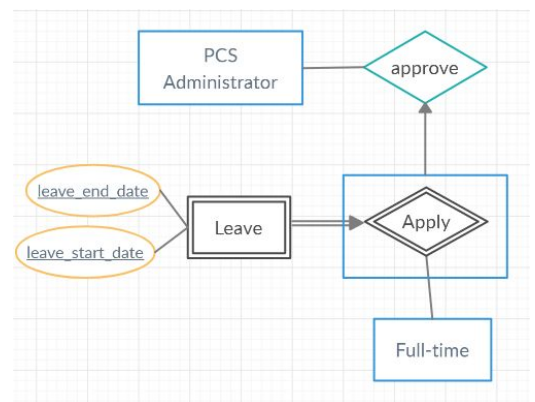 PCS
Administrator
approve
leave_end_date
leave_start_date
Leave
Apply
Full-time